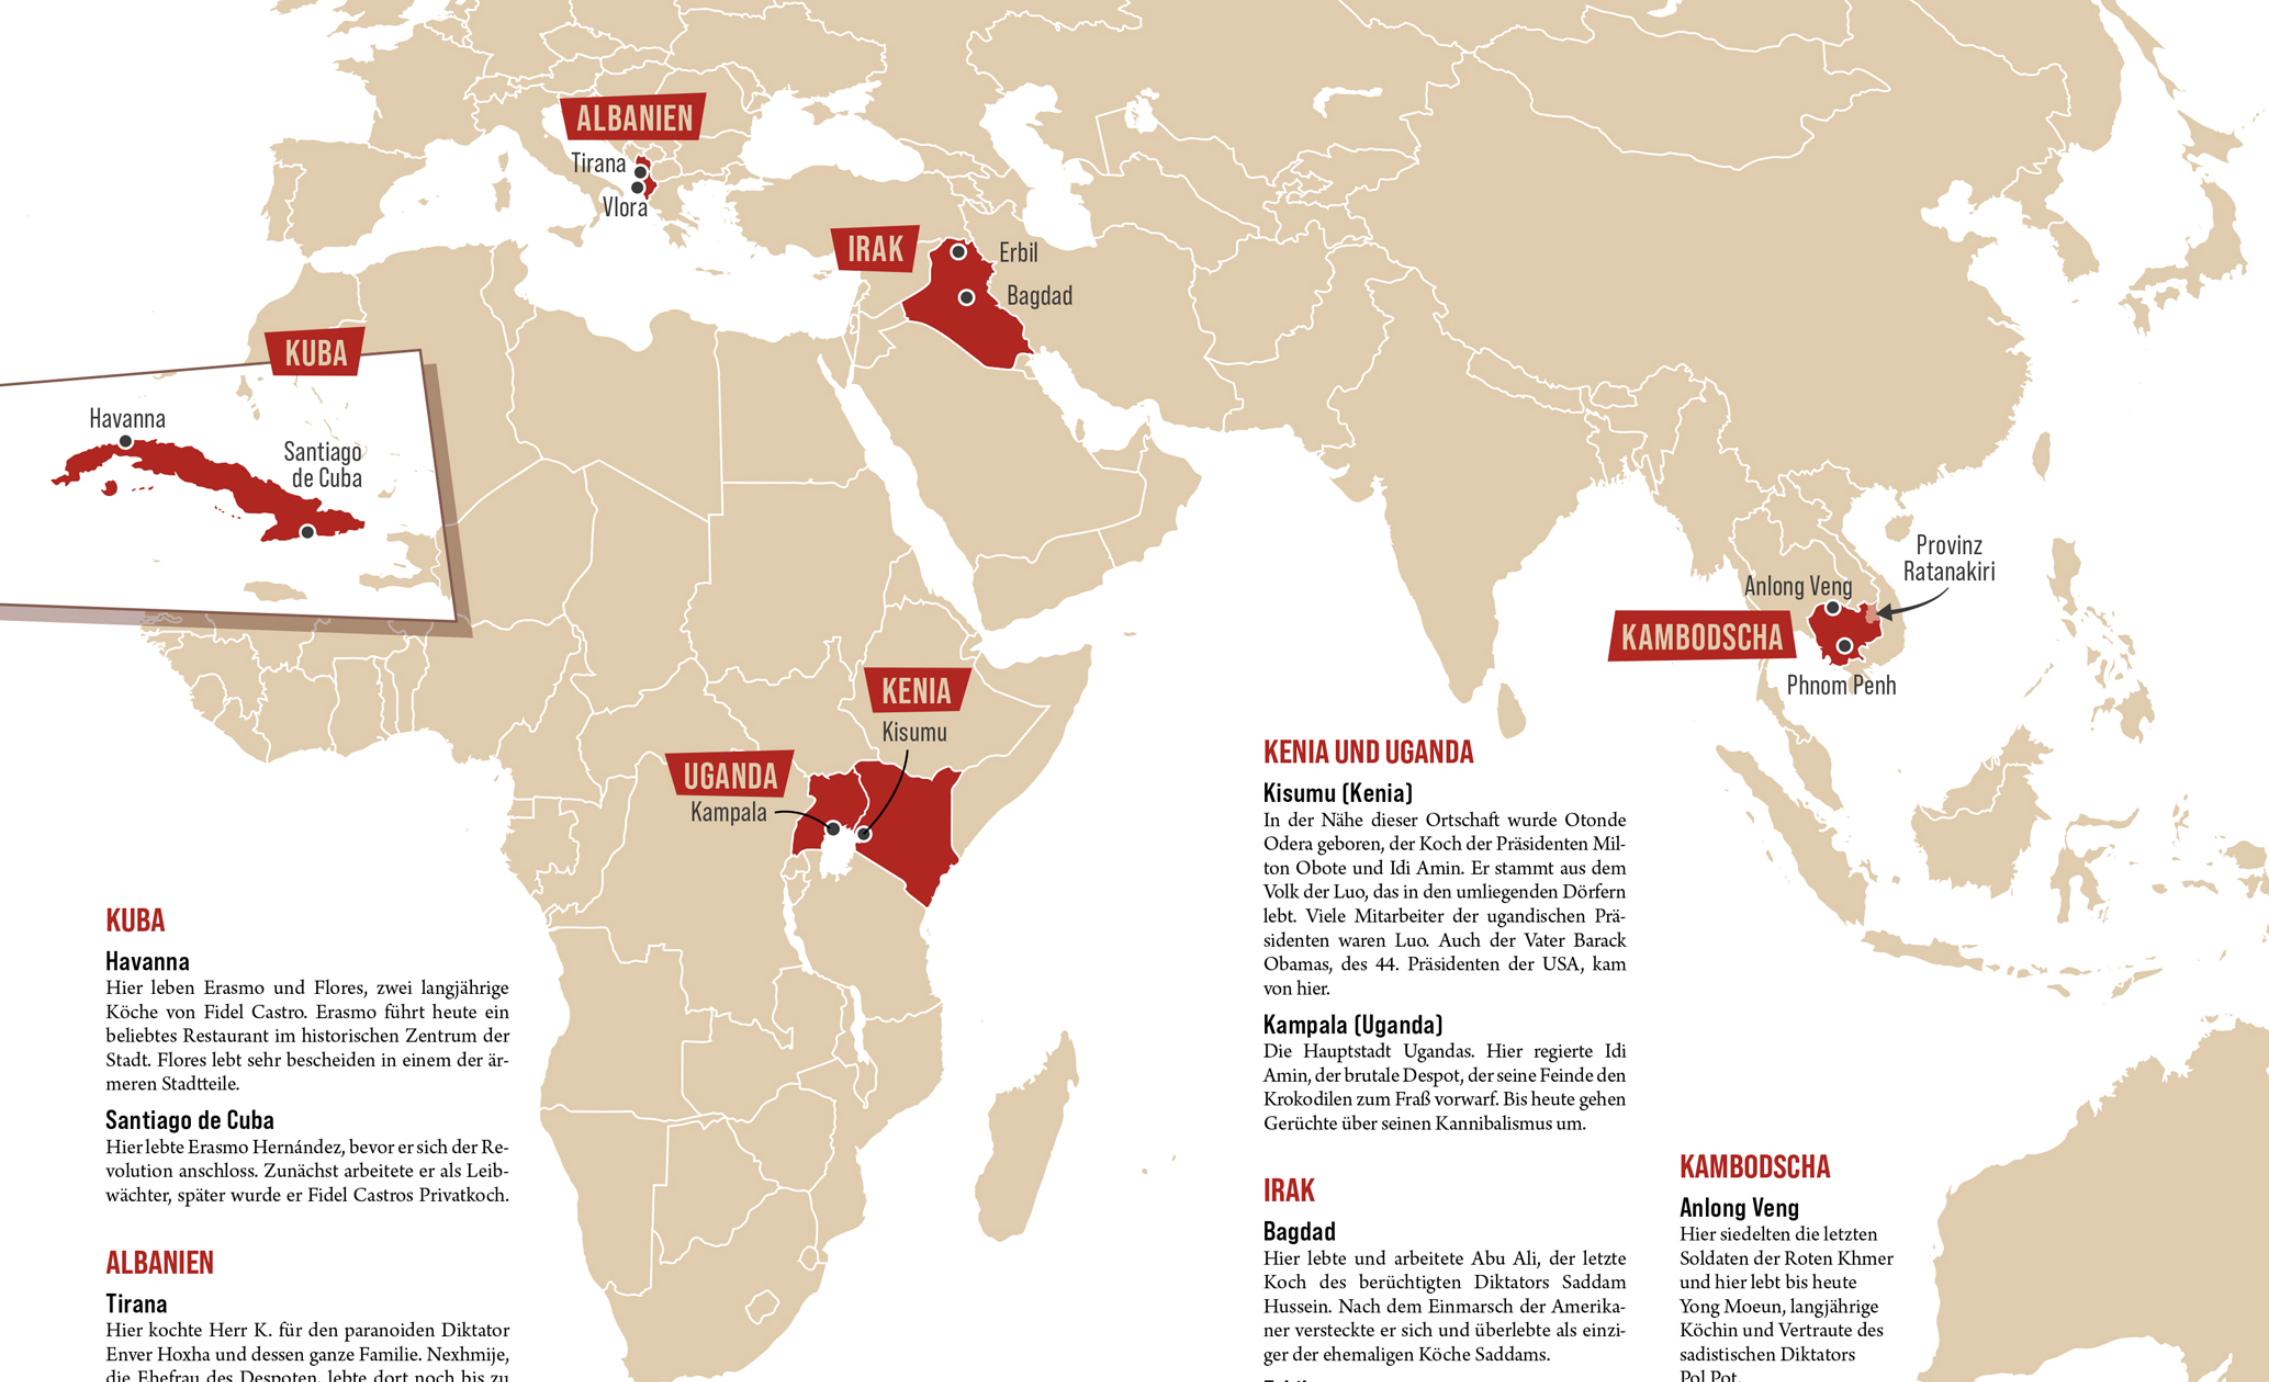 ALBANIEN
Tirana
Vlora
IRAK
Erbil
Bagdad
KUBA
Havanna
Santiago
de Cuba
Provinz
Ratanakiri
Anlong Veng
KAMBODSCHA
Phnom Penh
KENIA
Kisumu
UGANDA
Kampala
KUBA
Havanna
Hier leben Erasmo und Flores, zwei langjährige
Köche von Fidel Castro. Erasmo führt heute ein
beliebtes Restaurant im historischen Zentrum der
Stadt. Flores lebt sehr bescheiden in einem der är-
meren Stadtteile.
Santiago de Cuba
Hier lebte Erasmo Hernández, bevor er sich der Re-
volution anschloss. Zunächst arbeitete er als Leib-
wächter, später wurde er Fidel Castros Privatkoch.
ALBANIEN
Tirana
Hier kochte Herr K. für den paranoiden Diktator
Enver Hoxha und dessen ganze Familie. Nexhmije,
die Ehefrau des Despoten, lebte dort noch bis zu
KENIA UND UGANDA
Kisumu (Kenia)
In der Nähe dieser Ortschaft wurde Otonde
Odera geboren, der Koch der Präsidenten Mil-
ton Obote und Idi Amin. Er stammt aus dem
Volk der Luo, das in den umliegenden Dörfern
lebt. Viele Mitarbeiter der ugandischen Prä-
sidenten waren Luo. Auch der Vater Barack
Obamas, des 44. Präsidenten der USA, kam
von hier.
Kampala (Uganda)
Die Hauptstadt Ugandas. Hier regierte Idi
Amin, der brutale Despot, der seine Feinde den
Krokodilen zum Fraß vorwarf. Bis heute gehen
Gerüchte über seinen Kannibalismus um.
IRAK
Bagdad
Hier lebte und arbeitete Abu Ali, der letzte
Koch des berüchtigten Diktators Saddam
Hussein. Nach dem Einmarsch der Amerika-
ner versteckte er sich und überlebte als einzi-
ger der ehemaligen Köche Saddams.
KAMBODSCHA
Anlong Veng
Hier siedelten die letzten
Soldaten der Roten Khmer
und hier lebt bis heute
Yong Moeun, langjährige
Köchin und Vertraute des
sadistischen Diktators
Pol Pot.